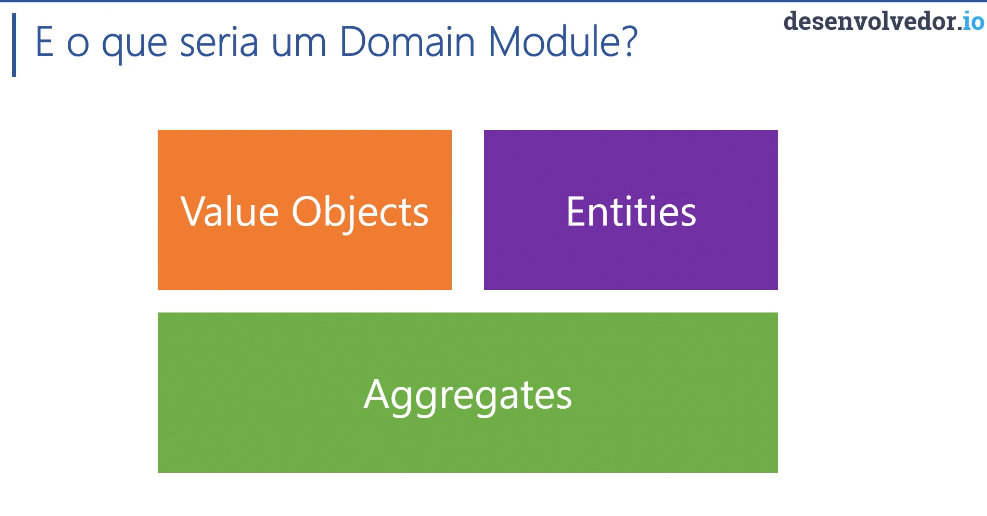 E o que seria um Domain Module?
desenvolvedor.io
Value Objects
Entities
Aggregates